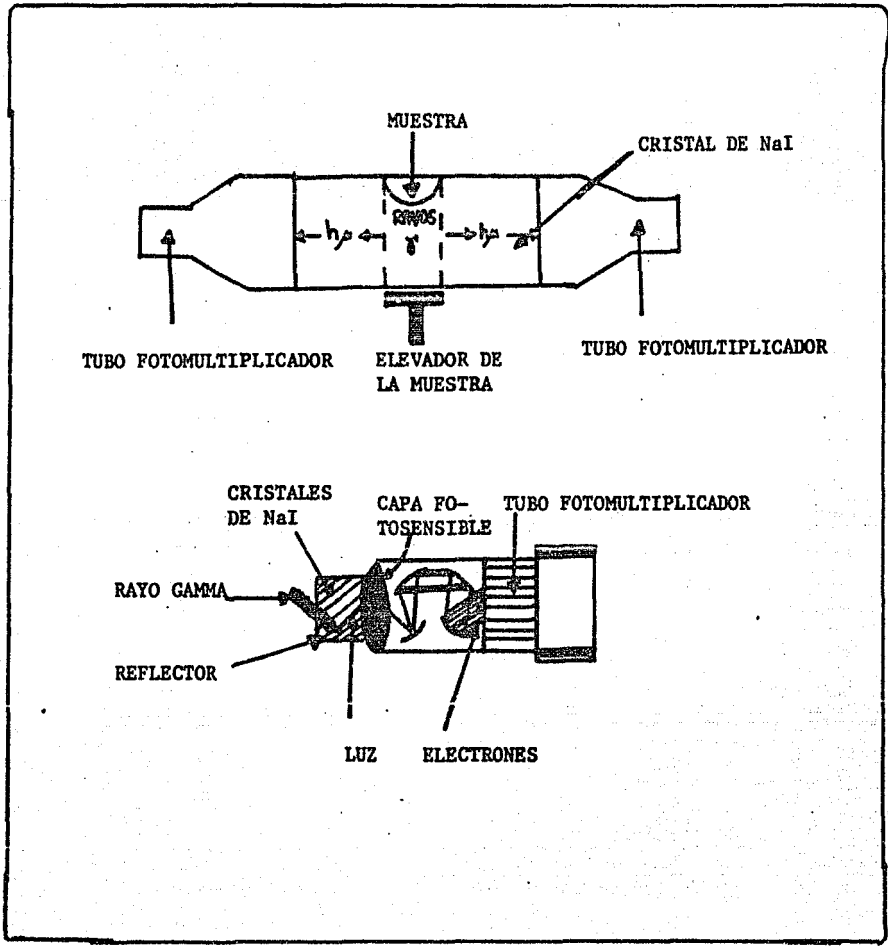 MUESTRA
CRISTAL DE NaI
RAYOS
hν hν
γ
TUBO FOTOMULTIPLICADOR
ELEVADOR DE
LA MUESTRA
TUBO FOTOMULTIPLICADOR
CRISTALES
DE NaI
CAPA FO-
TOSENSIBLE
TUBO FOTOMULTIPLICADOR
RAYO GAMMA
REFLECTOR
LUZ
ELECTRONES